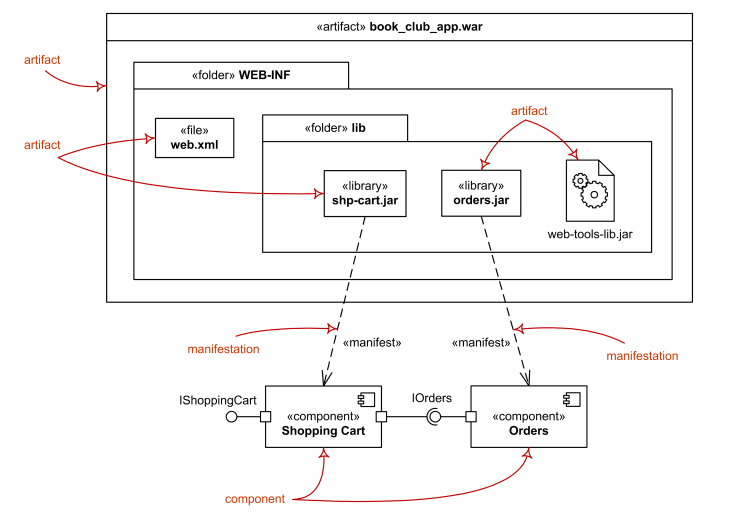 «artifact» book_club_app.war
artifact
«folder» WEB-INF
artifact
«file»
web.xml
«folder» lib
artifact
«library»
shp-cart.jar
«library»
orders.jar
web-tools-lib.jar
manifestation
«manifest»
«manifest»
manifestation
IShoppingCart
«component»
Shopping Cart
IOrders
«component»
Orders
component